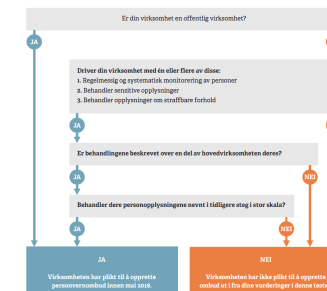 Er din virksomhet en offentlig virksomhet?
JA
Driver din virksomhet med én eller flere av disse:
1. Regelmessig og systematisk monitorering av personer
2. Behandler sensitive opplysninger
3. Behandler opplysninger om straffbare forhold
JA
Er behandlingene beskrevet over en del av hovedvirksomheten deres?
JA
NEI
Behandler dere personopplysningene nevnt i tidligere steg i stor skala?
JA
NEI
JA
Virksomheten har plikt til å opprette
personvernombud innen mai 2018.
NEI
Virksomheten har ikke plikt til å opprette
ombud ut i fra dine vurderinger i denne teste